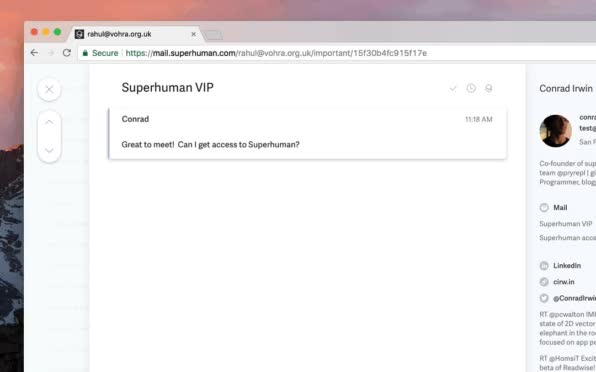 rahul@vohra.org.uk
Secure https://mail.superhuman.com/rahul@vohra.org.uk/important/15f30b4fc915f17e
Superhuman VIP
Conrad 11:18 AM
Great to meet! Can I get access to Superhuman?
Conrad Irwin
conra
test@
San F
Co-founder of sup
team @pryrepl | gi
Programmer, blog
Mail
Superhuman VIP
Superhuman acce
LinkedIn
cirw.in
@ConradIrwi
RT @pcwalton IMI
state of 2D vector
elephant in the ro
focused on app pe
RT @HomsiT Excit
beta of Readwise!